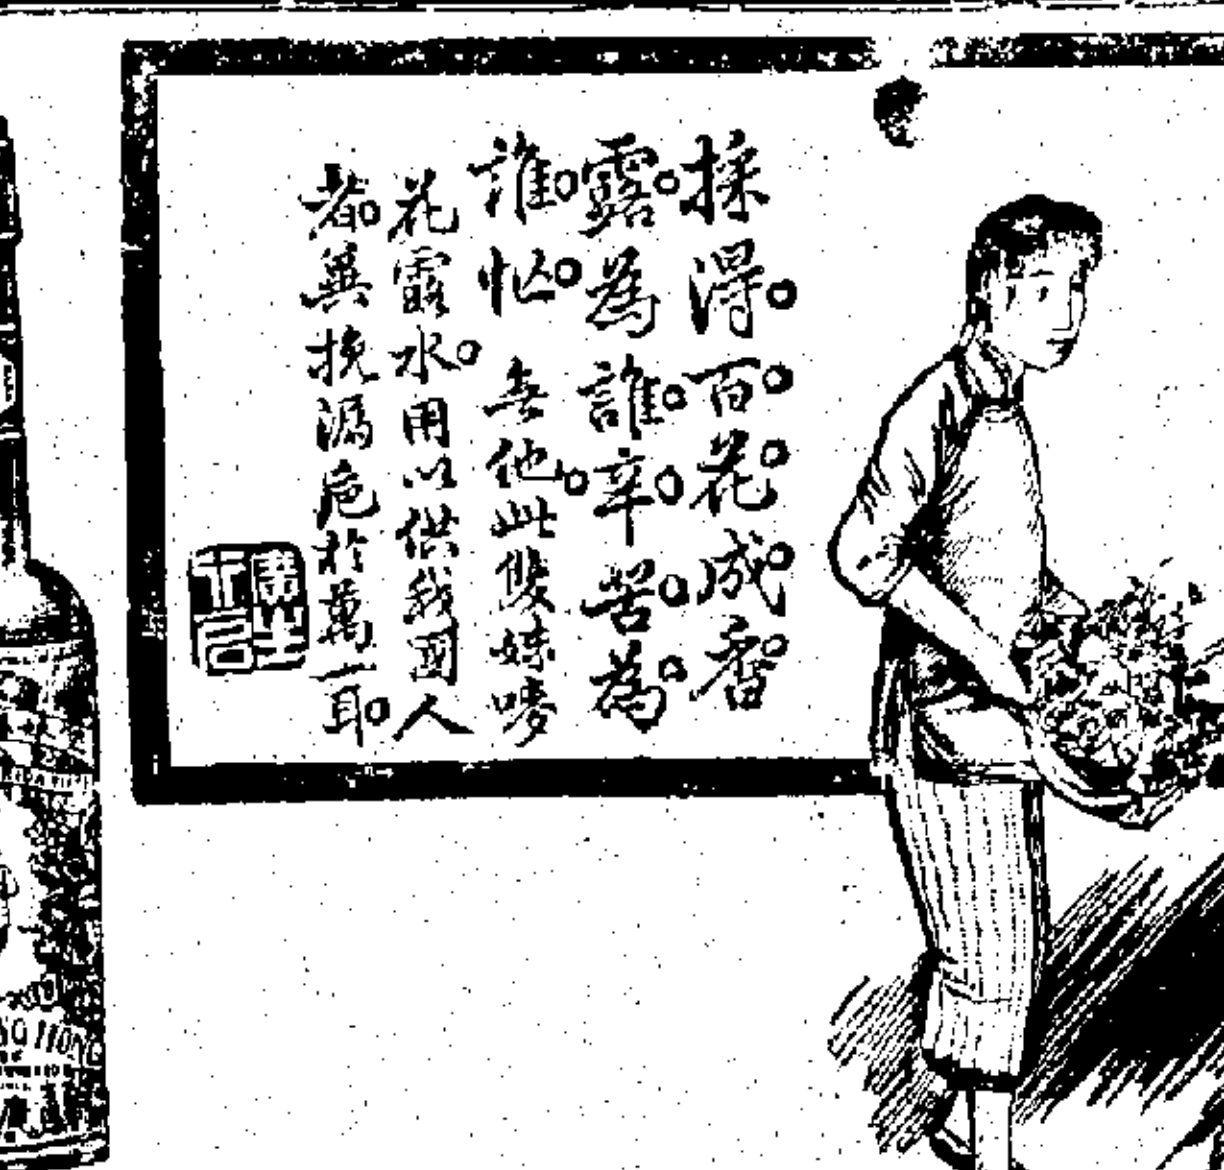 採得百花成香
露為誰辛苦為
誰忙 無他。此雙妹嘜
花露水。用以供我國人
者。冀挽漏卮於萬一耳。
廣生